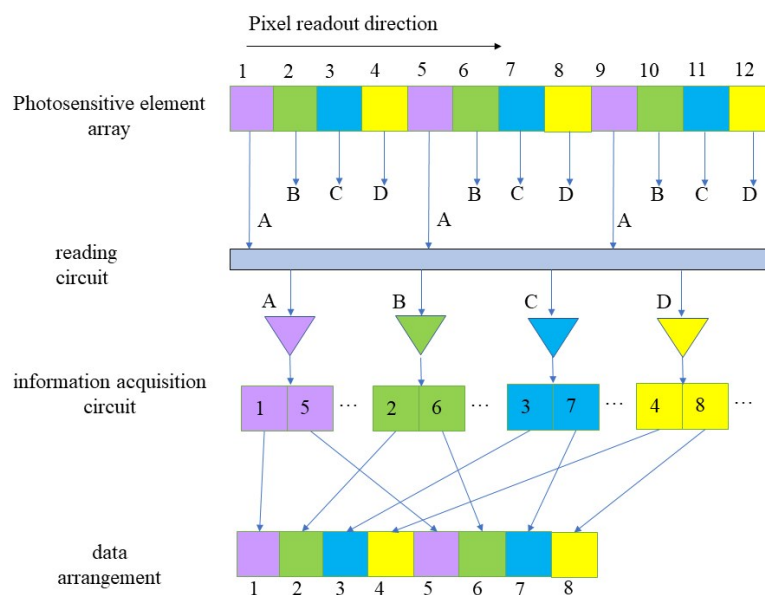 Pixel readout direction
1 2 3 4 5 6 7 8 9 10 11 12
Photosensitive element
array
B C D B C D B C D
A A A
reading
circuit
A B C D
information acquisition
circuit
1 5 ... 2 6 ... 3 7 ... 4 8 ...
data
arrangement
1 2 3 4 5 6 7 8